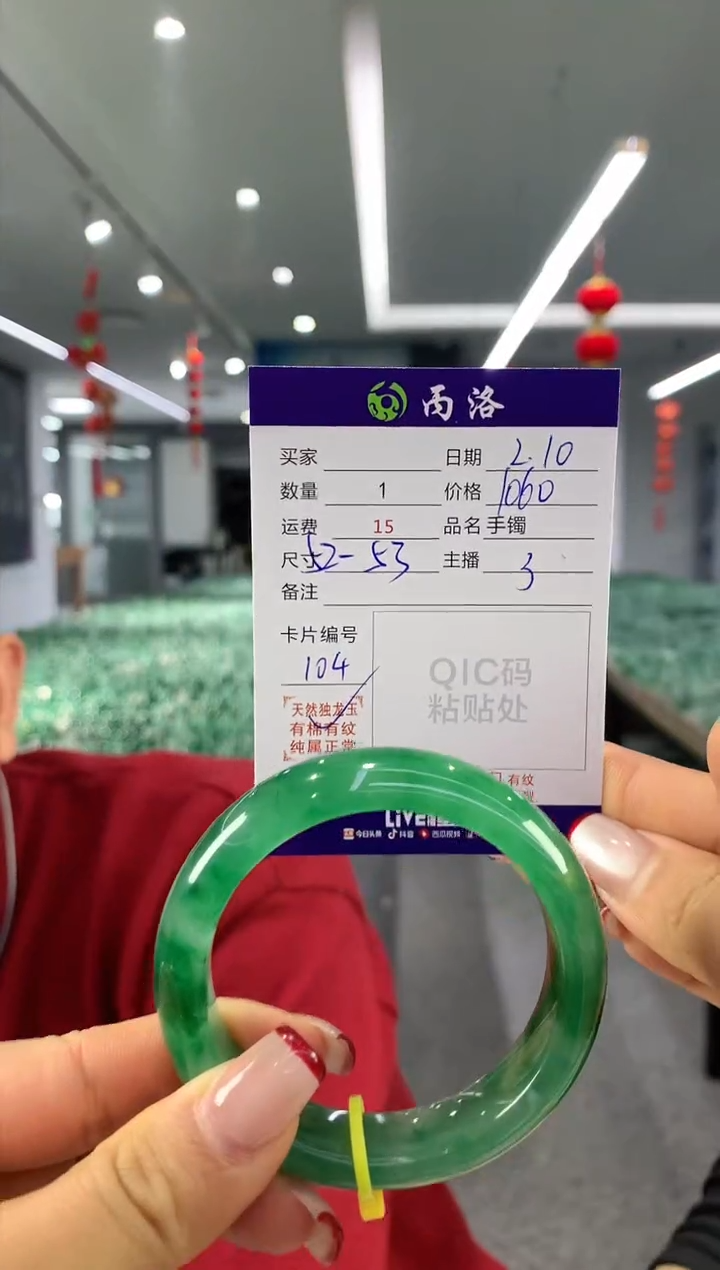 丙洛
买家 日期 2.10
数量 1 价格 1060
运费 15 品名 手镯
尺寸 52-53 主播 3
备注
卡片编号
104
QIC码
粘贴处
天然独龙玉
有棉有纹
纯属正常
有纹
LiVE
今日头条 抖音 西瓜视频